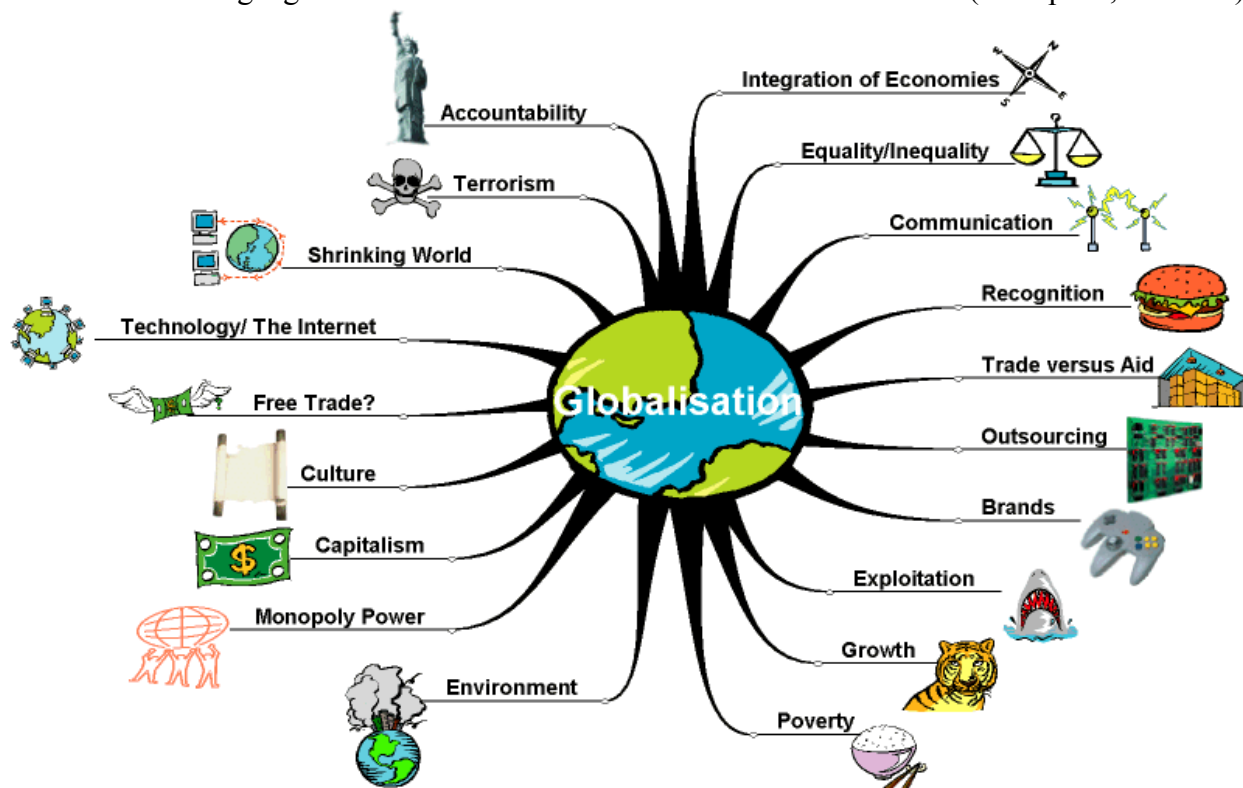 Integration of Economies
Accountability
Equality/Inequality
Terrorism
Communication
Shrinking World
Recognition
Technology/ The Internet
Trade versus Aid
Free Trade?
Globalisation
Outsourcing
Culture
Brands
Capitalism
Exploitation
Monopoly Power
Growth
Environment
Poverty